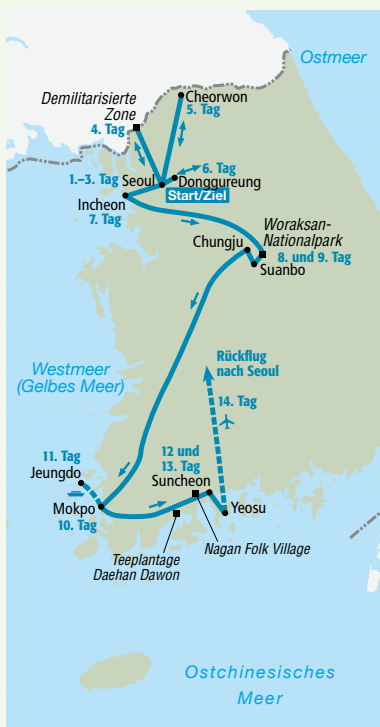 Ostmeer
Cheorwon
5. Tag
Demilitarisierte
Zone
4. Tag
6. Tag
1.–3. Tag Seoul
Donggureung
Start/Ziel
Incheon
7. Tag
Woraksan-
Nationalpark
8. und 9. Tag
Chungju
Suanbo
Westmeer
(Gelbes Meer)
Rückflug
nach Seoul
14. Tag
11. Tag
Jeungdo
12 und
13. Tag
Suncheon
Mokpo
10. Tag
Yeosu
Nagan Folk Village
Teeplantage
Daehan Dawon
Ostchinesisches
Meer